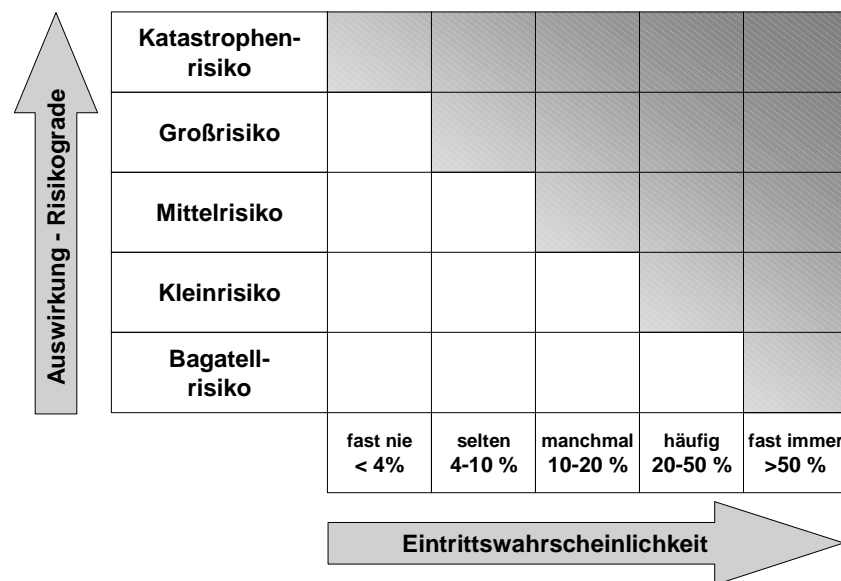 Auswirkung - Risikograde
Katastrophen-
risiko
Großrisiko
Mittelrisiko
Kleinrisiko
Bagatell-
risiko
fast nie
< 4%
selten
4-10 %
manchmal
10-20 %
häufig
20-50 %
fast immer
>50 %
Eintrittswahrscheinlichkeit